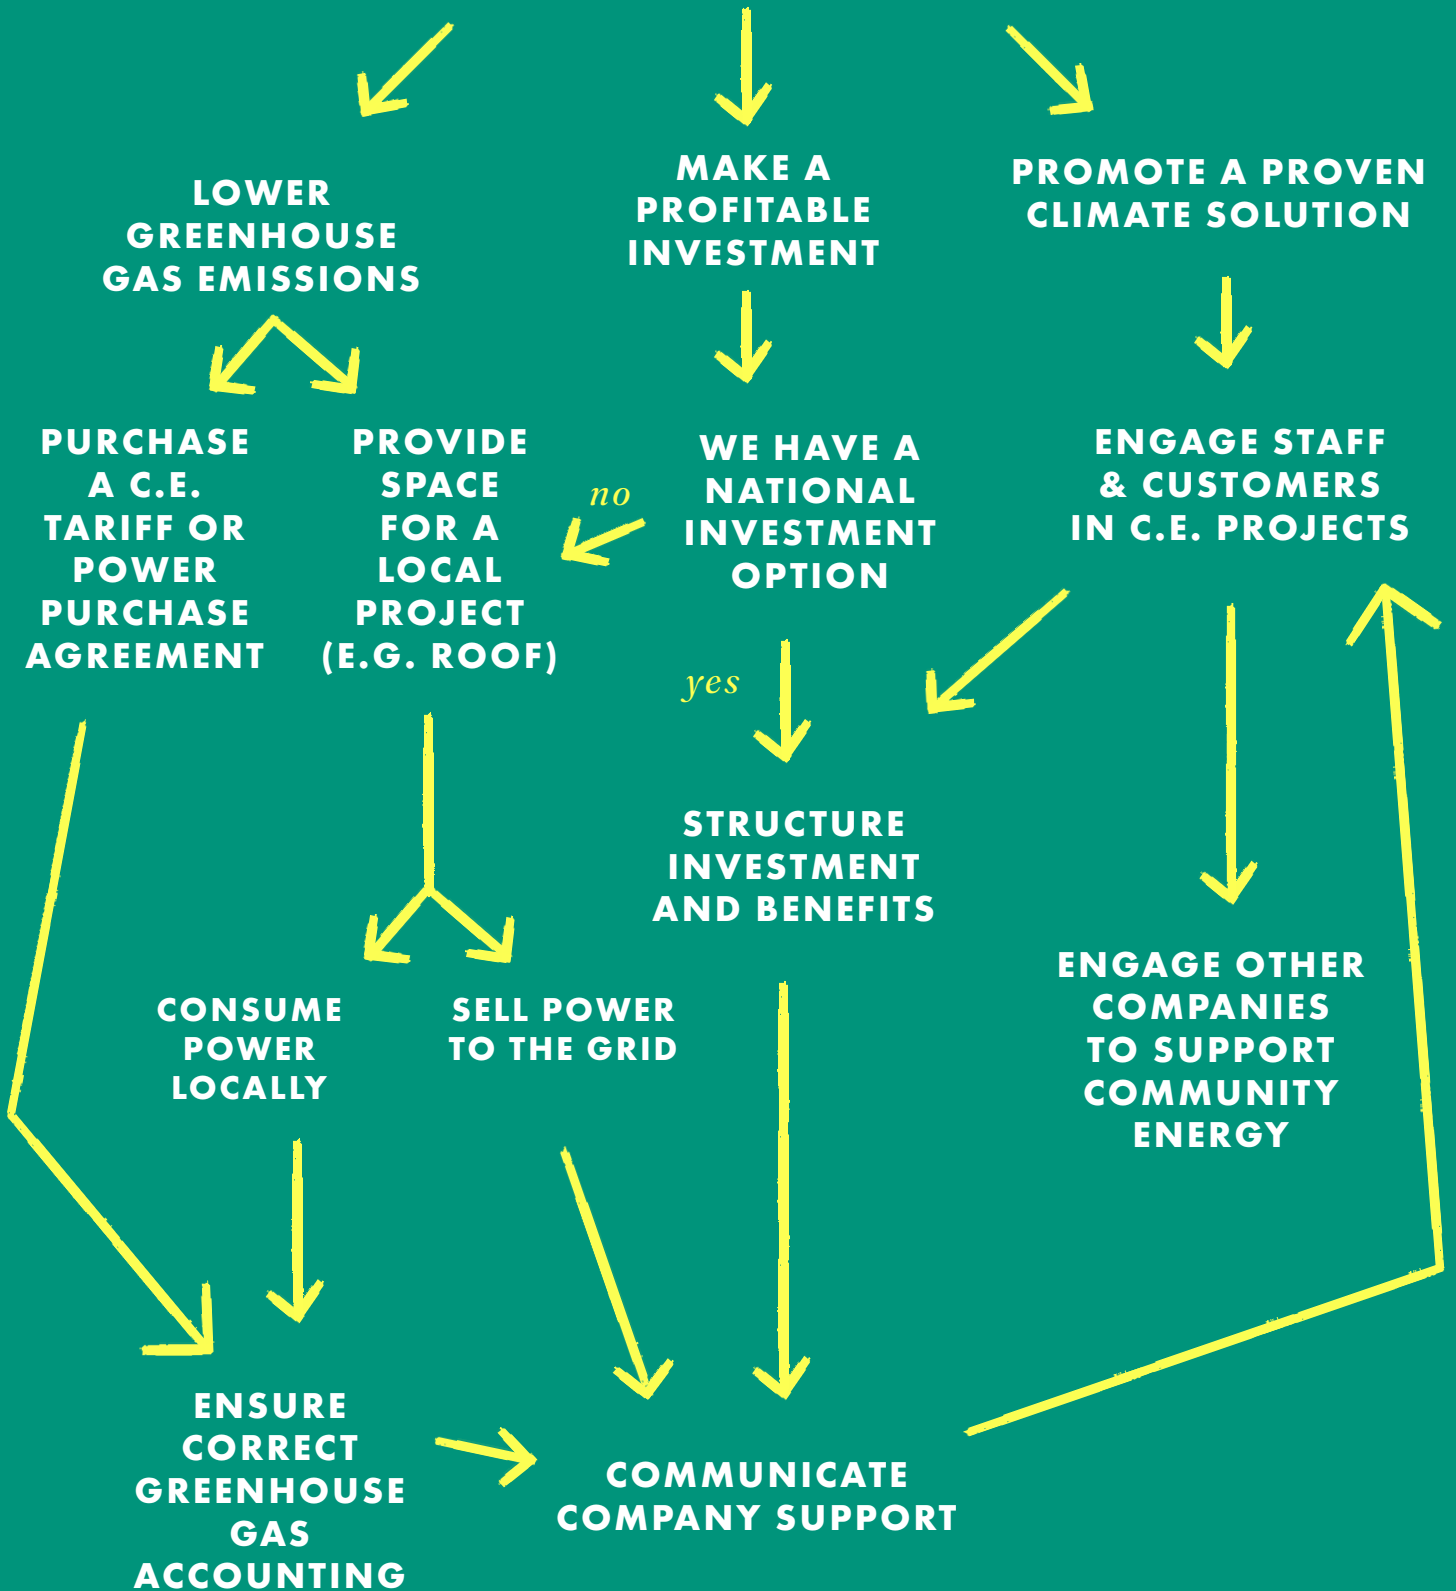 LOWER
GREENHOUSE
GAS EMISSIONS
MAKE A
PROFITABLE
INVESTMENT
PROMOTE A PROVEN
CLIMATE SOLUTION
PURCHASE
A C.E.
TARIFF OR
POWER
PURCHASE
AGREEMENT
PROVIDE
SPACE
FOR A
LOCAL
PROJECT
(E.G. ROOF)
no
WE HAVE A
NATIONAL
INVESTMENT
OPTION
yes
ENGAGE STAFF
& CUSTOMERS
IN C.E. PROJECTS
STRUCTURE
INVESTMENT
AND BENEFITS
CONSUME
POWER
LOCALLY
SELL POWER
TO THE GRID
ENGAGE OTHER
COMPANIES
TO SUPPORT
COMMUNITY
ENERGY
ENSURE
CORRECT
GREENHOUSE
GAS
ACCOUNTING
COMMUNICATE
COMPANY SUPPORT